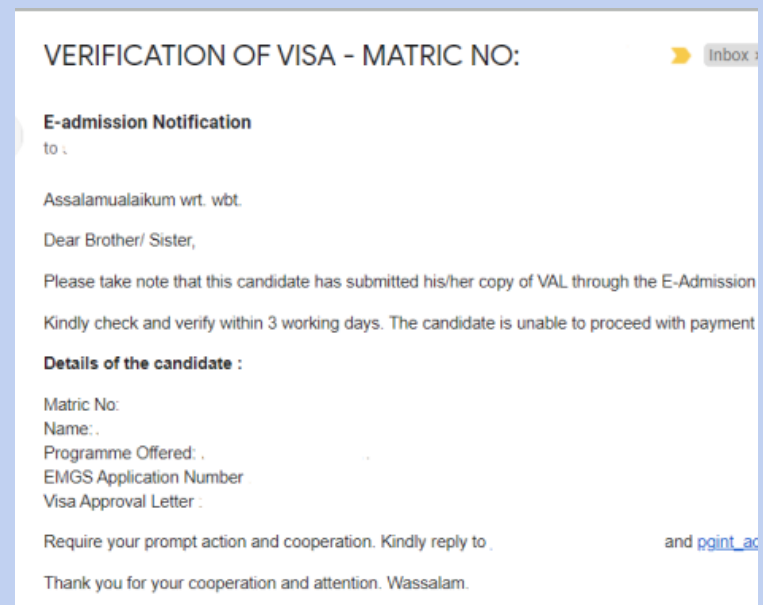 VERIFICATION OF VISA - MATRIC NO:
Inbox
E-admission Notification
to :
Assalamualaikum wrt. wbt.
Dear Brother/ Sister,
Please take note that this candidate has submitted his/her copy of VAL through the E-Admission
Kindly check and verify within 3 working days. The candidate is unable to proceed with payment
Details of the candidate :
Matric No:
Name: .
Programme Offered: .
EMGS Application Number
Visa Approval Letter :
Require your prompt action and cooperation. Kindly reply to and pgint_ad
Thank you for your cooperation and attention. Wassalam.